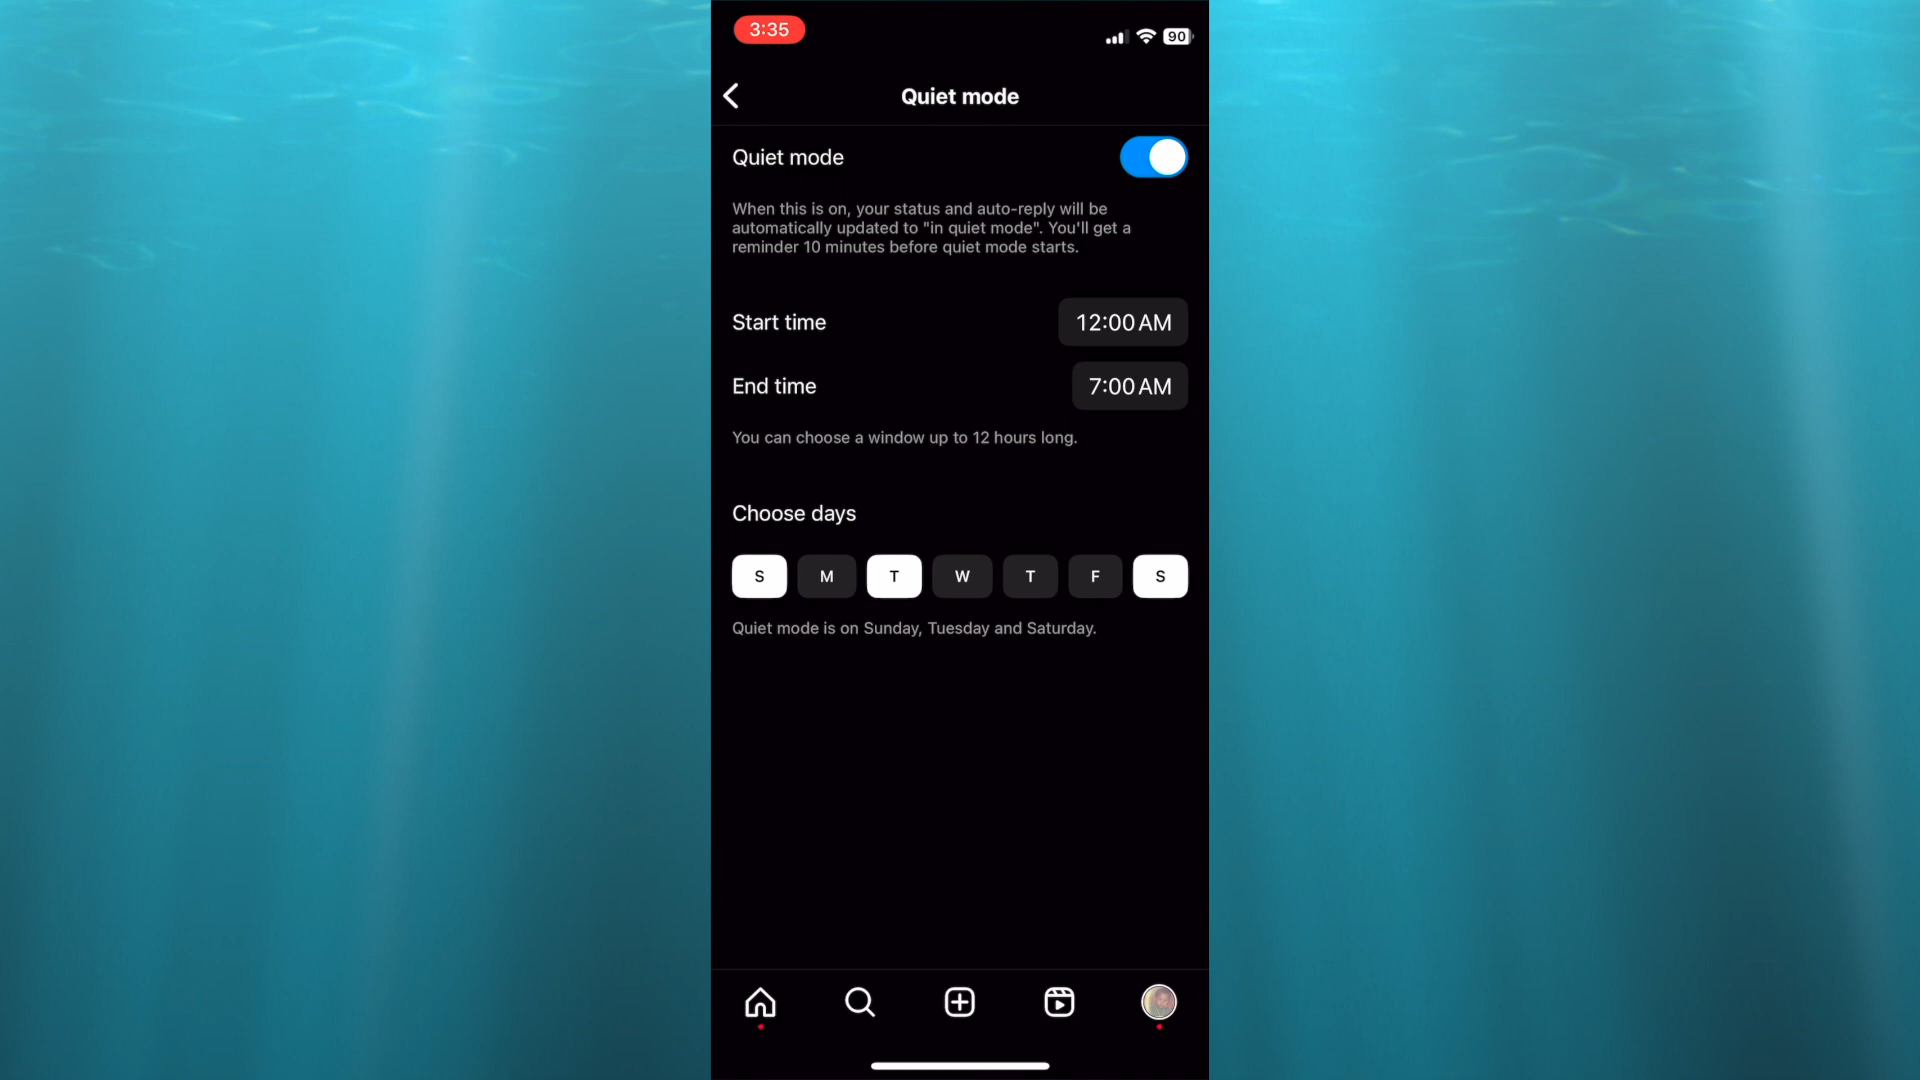 3:35
90
Quiet mode
Quiet mode
When this is on, your status and auto-reply will be
automatically updated to "in quiet mode". You'll get a
reminder 10 minutes before quiet mode starts.
Start time
12:00 AM
End time
7:00 AM
You can choose a window up to 12 hours long.
Choose days
S M T W T F S
Quiet mode is on Sunday, Tuesday and Saturday.